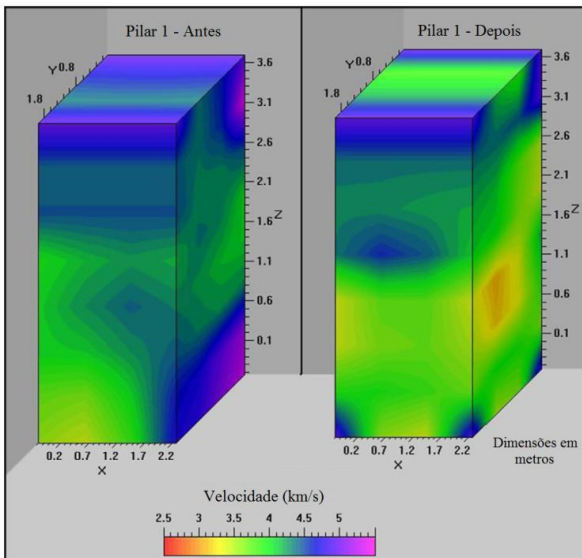 Pilar 1 - Antes
Y 0.8
1.8
3.6
3.1
2.6
2.1
Z
1.6
1.1
0.6
0.1
0.2 0.7 1.2 1.7 2.2
X
Pilar 1 - Depois
Y 0.8
1.8
3.6
3.1
2.6
2.1
Z
1.6
1.1
0.6
0.1
0.2 0.7 1.2 1.7 2.2
X
Dimensões em
metros
Velocidade (km/s)
2.5 3 3.5 4 4.5 5